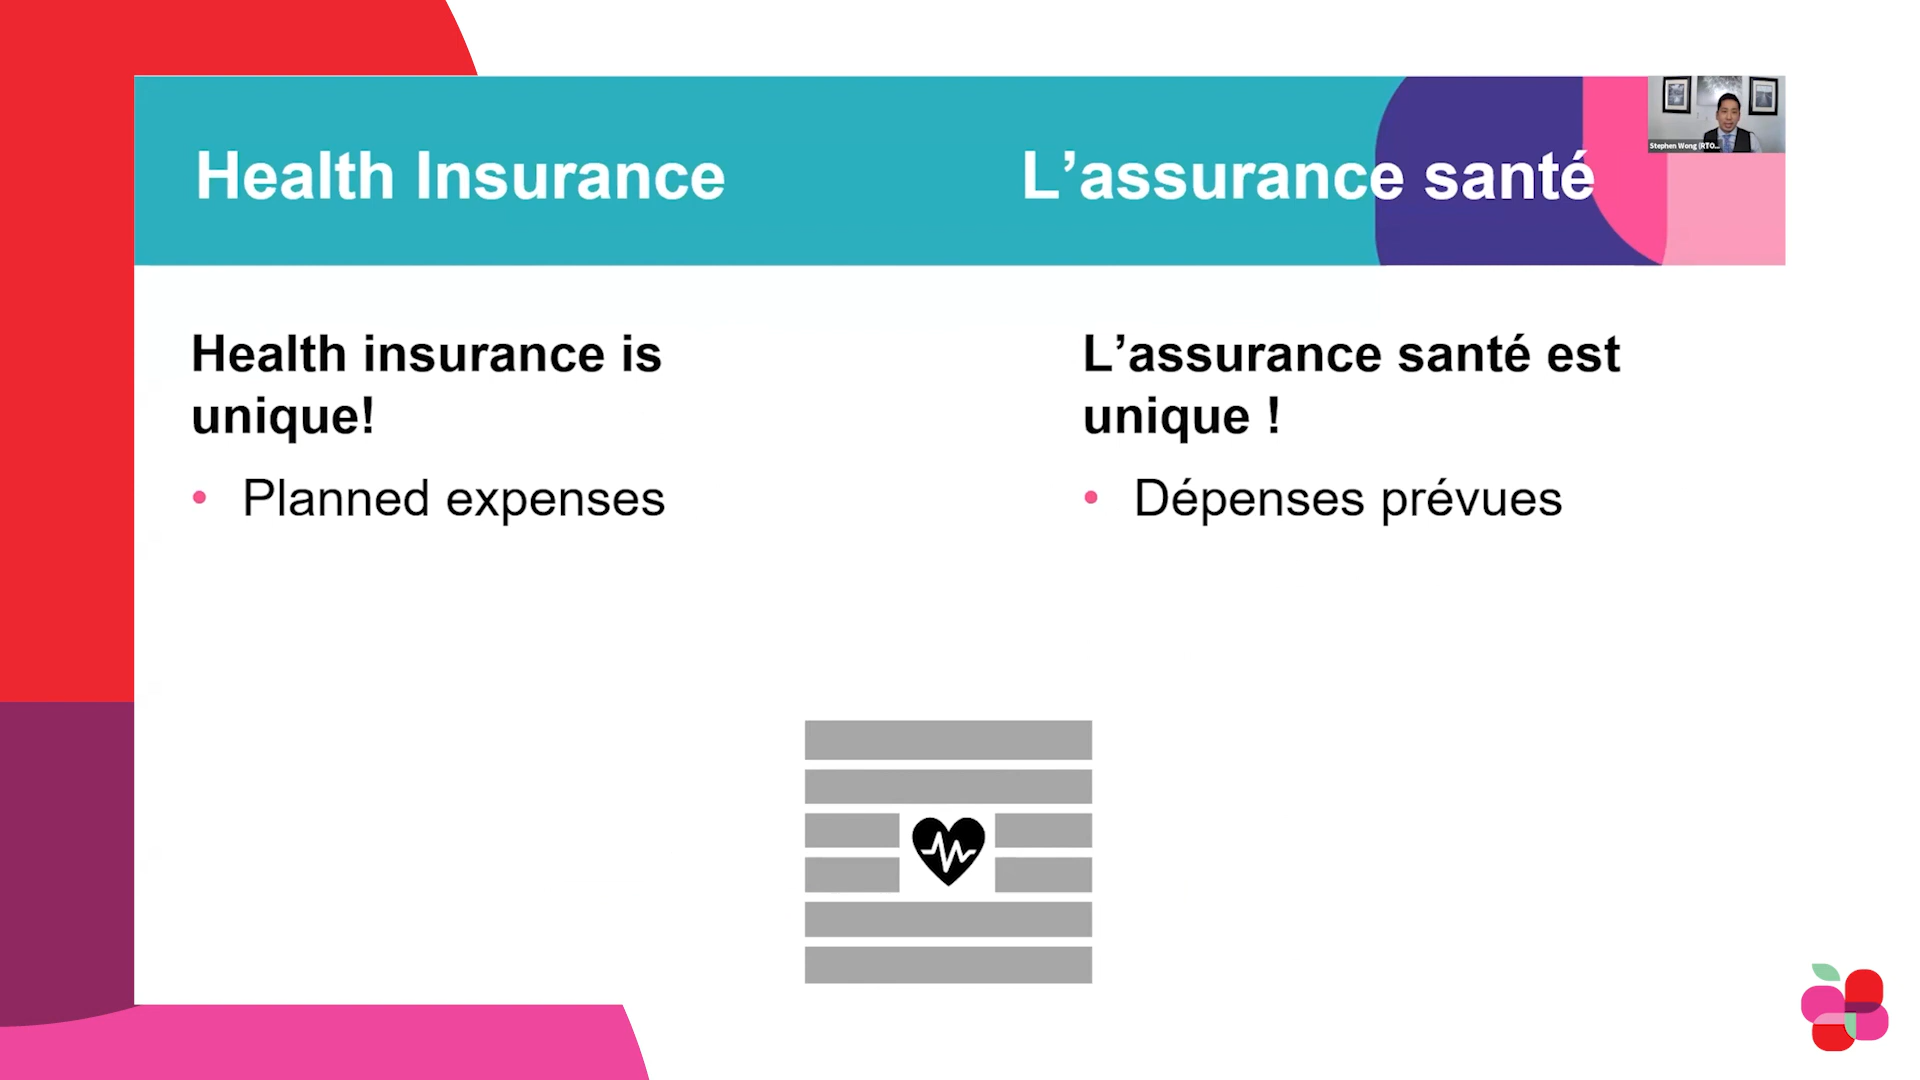 Health Insurance
L’assurance santé
Stephen Wong (RTO...
Health insurance is
unique!
• Planned expenses
L’assurance santé est
unique !
• Dépenses prévues